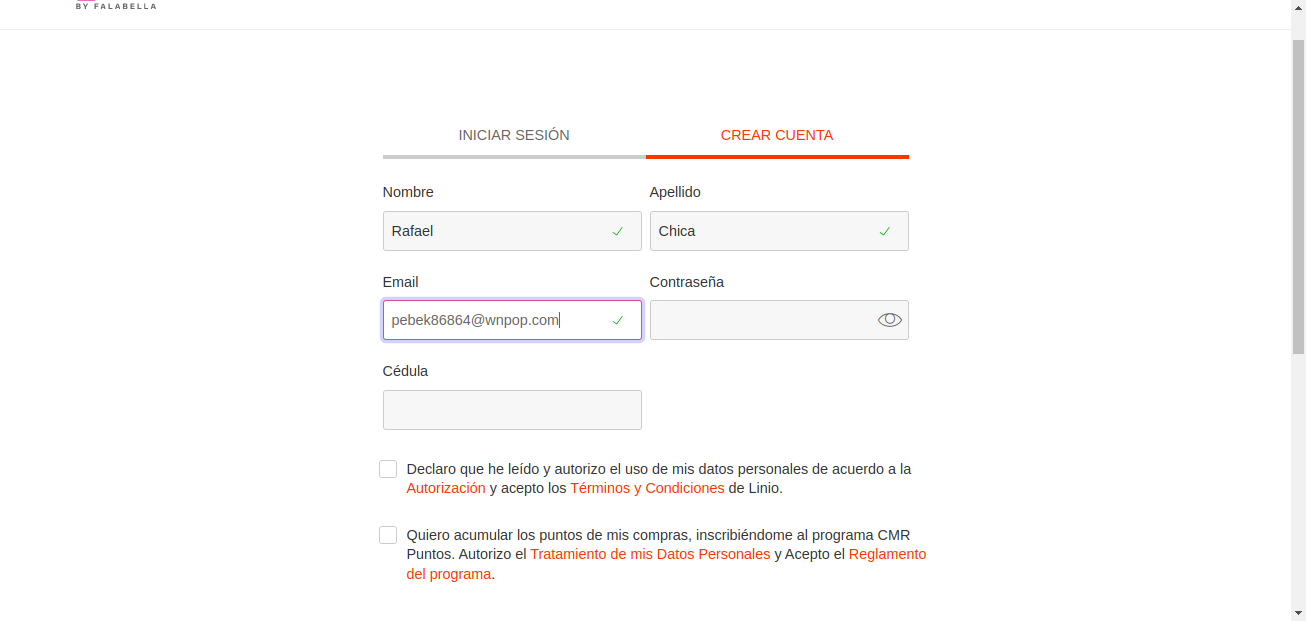 BY FALABELLA
INICIAR SESIÓN
CREAR CUENTA
Nombre
Apellido
Rafael
Chica
Email
Contraseña
pebek86864@wnpop.com
Cédula
Declaro que he leído y autorizo el uso de mis datos personales de acuerdo a la
Autorización y acepto los Términos y Condiciones de Linio.
Quiero acumular los puntos de mis compras, inscribiéndome al programa CMR
Puntos. Autorizo el Tratamiento de mis Datos Personales y Acepto el Reglamento
del programa.